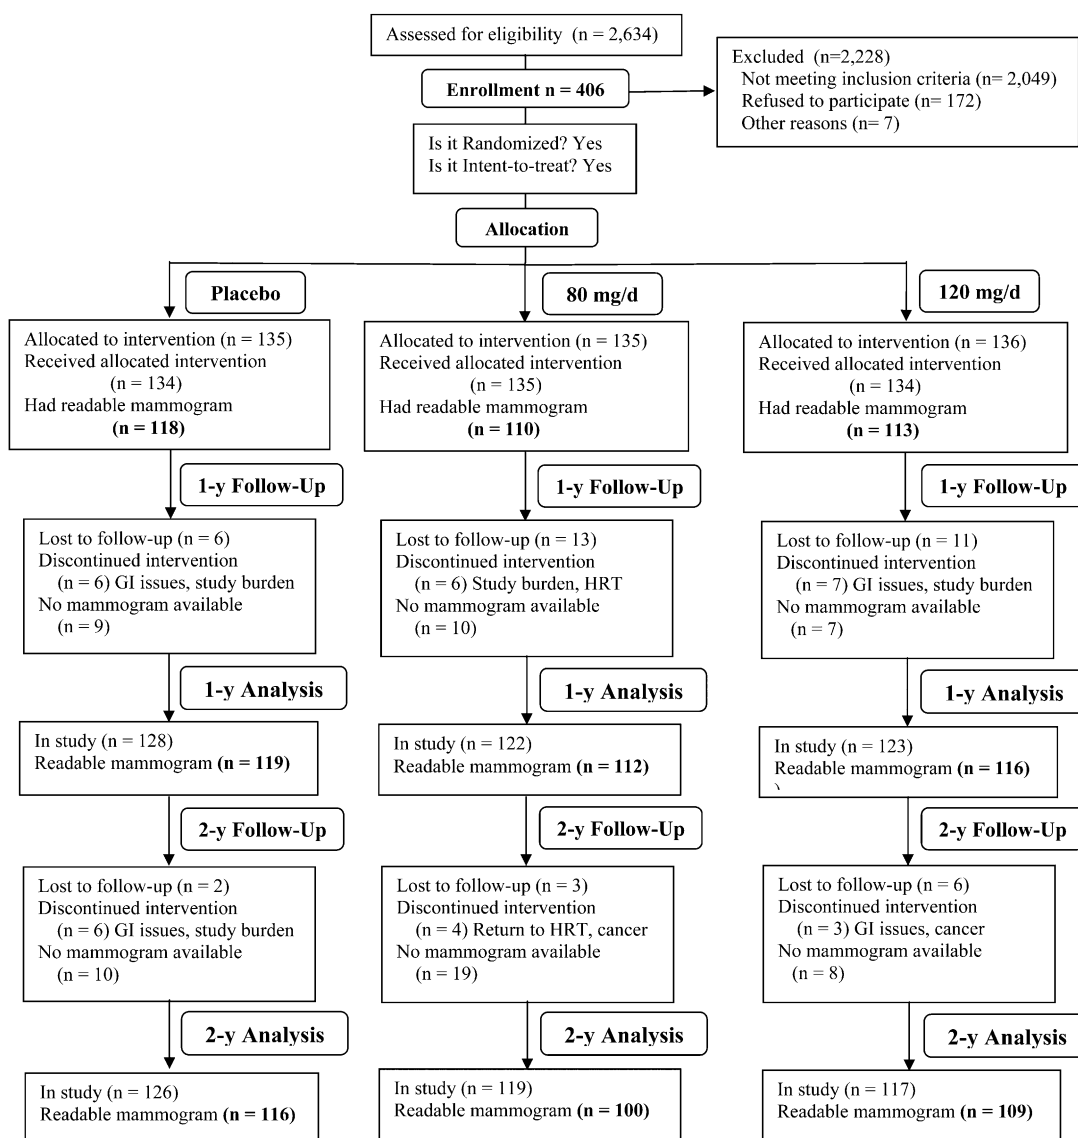 Assessed for eligibility (n = 2,634)
Excluded (n=2,228)
Not meeting inclusion criteria (n= 2,049)
Refused to participate (n= 172)
Other reasons (n= 7)
Enrollment n = 406
Is it Randomized? Yes
Is it Intent-to-treat? Yes
Allocation
Placebo
Allocated to intervention (n = 135)
Received allocated intervention
(n = 134)
Had readable mammogram
(n = 118)
1-y Follow-Up
Lost to follow-up (n = 6)
Discontinued intervention
(n = 6) GI issues, study burden
No mammogram available
(n = 9)
1-y Analysis
In study (n = 128)
Readable mammogram (n = 119)
2-y Follow-Up
Lost to follow-up (n = 2)
Discontinued intervention
(n = 6) GI issues, study burden
No mammogram available
(n = 10)
2-y Analysis
In study (n = 126)
Readable mammogram (n = 116)
80 mg/d
Allocated to intervention (n = 135)
Received allocated intervention
(n = 135)
Had readable mammogram
(n = 110)
1-y Follow-Up
Lost to follow-up (n = 13)
Discontinued intervention
(n = 6) Study burden, HRT
No mammogram available
(n = 10)
1-y Analysis
In study (n = 122)
Readable mammogram (n = 112)
2-y Follow-Up
Lost to follow-up (n = 3)
Discontinued intervention
(n = 4) Return to HRT, cancer
No mammogram available
(n = 19)
2-y Analysis
In study (n = 119)
Readable mammogram (n = 100)
120 mg/d
Allocated to intervention (n = 136)
Received allocated intervention
(n = 134)
Had readable mammogram
(n = 113)
1-y Follow-Up
Lost to follow-up (n = 11)
Discontinued intervention
(n = 7) GI issues, study burden
No mammogram available
(n = 7)
1-y Analysis
In study (n = 123)
Readable mammogram (n = 116)
2-y Follow-Up
Lost to follow-up (n = 6)
Discontinued intervention
(n = 3) GI issues, cancer
No mammogram available
(n = 8)
2-y Analysis
In study (n = 117)
Readable mammogram (n = 109)